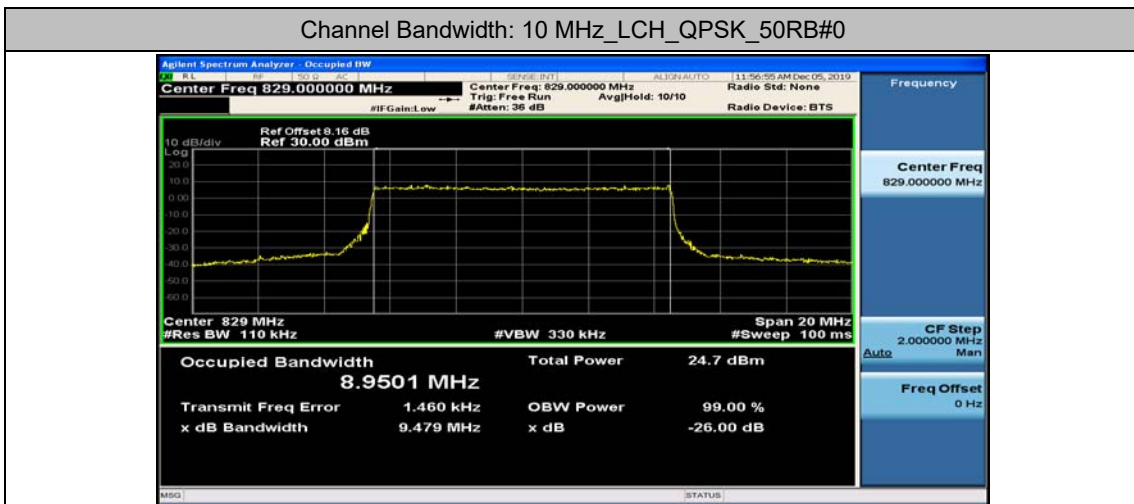 Channel Bandwidth: 10 MHz_LCH_QPSK_50RB#0
Agilent Spectrum Analyzer - Occupied BW
RL RF 50 Ω AC SENSE:INT ALIGN AUTO 11:56:55 AM Dec 05, 2019
Center Freq 829.000000 MHz Center Freq: 829.000000 MHz Radio Std: None Frequency
Trig: Free Run Avg|Hold: 10/10
#IFGain:Low #Atten: 36 dB Radio Device: BTS
Ref Offset 8.16 dB
10 dB/div Ref 30.00 dBm
Log
20.0
10.0
0.00
-10.0
-20.0
-30.0
-40.0
-50.0
-60.0
Center Freq
829.000000 MHz
Center 829 MHz Span 20 MHz
#Res BW 110 kHz #VBW 330 kHz #Sweep 100 ms
CF Step
2.000000 MHz
Auto Man
Occupied Bandwidth Total Power 24.7 dBm
8.9501 MHz
Transmit Freq Error 1.460 kHz OBW Power 99.00 %
x dB Bandwidth 9.479 MHz x dB -26.00 dB
Freq Offset
0 Hz
MSG STATUS